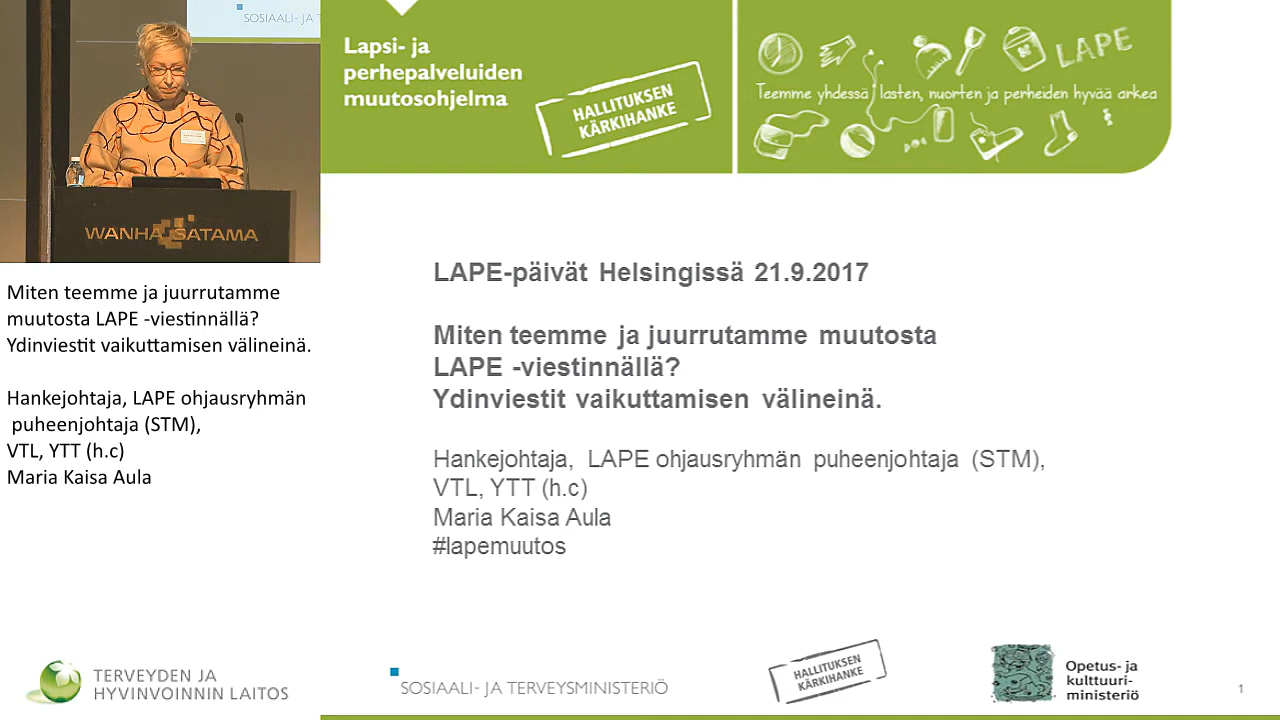 SOSIAALI- JA T
WANHA SATAMA
Miten teemme ja juurrutamme
muutosta LAPE -viestinnällä?
Ydinviestit vaikuttamisen välineinä.
Hankejohtaja, LAPE ohjausryhmän
puheenjohtaja (STM),
VTL, YTT (h.c)
Maria Kaisa Aula
Lapsi- ja
perhepalveluiden
muutosohjelma
HALLITUKSEN
KÄRKIHANKE
LAPE
Teemme yhdessä lasten, nuorten ja perheiden hyvää arkea
LAPE-päivät Helsingissä 21.9.2017
Miten teemme ja juurrutamme muutosta
LAPE -viestinnällä?
Ydinviestit vaikuttamisen välineinä.
Hankejohtaja, LAPE ohjausryhmän puheenjohtaja (STM),
VTL, YTT (h.c)
Maria Kaisa Aula
#lapemuutos
TERVEYDEN JA
HYVINVOINNIN LAITOS
SOSIAALI- JA TERVEYSMINISTERIÖ
HALLITUKSEN
KÄRKIHANKE
Opetus- ja
kulttuuri-
ministeriö
1